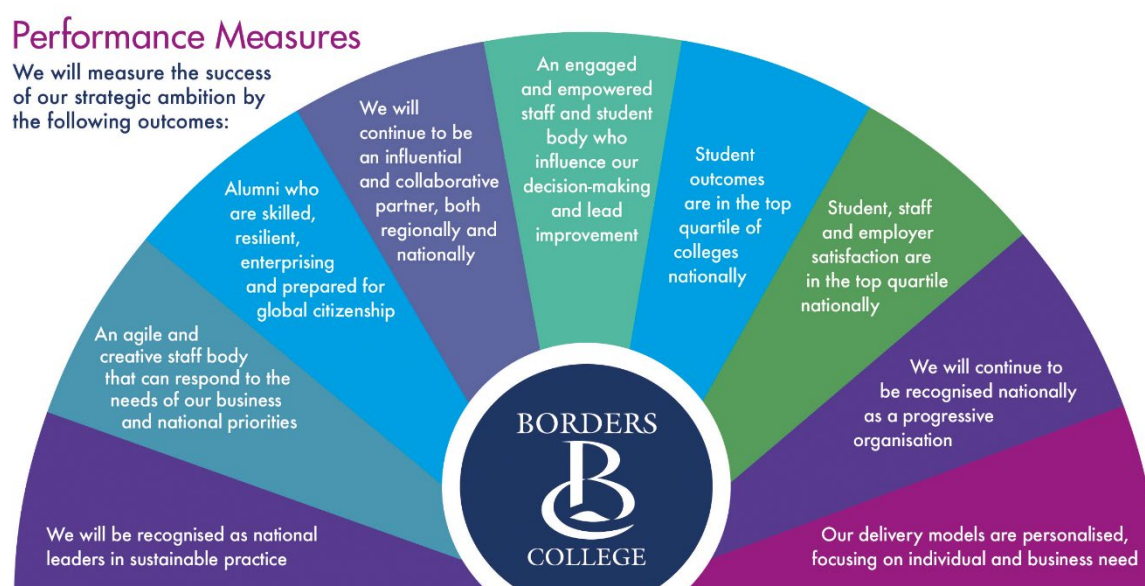 Performance Measures
We will measure the success
of our strategic ambition by
the following outcomes:
We will be recognised as national
leaders in sustainable practice
An agile and
creative staff body
that can respond to the
needs of our business
and national priorities
Alumni who
are skilled,
resilient,
enterprising
and prepared for
global citizenship
We will
continue to be
an influential
and collaborative
partner, both
regionally and
nationally
An engaged
and empowered
staff and student
body who
influence our
decision-making
and lead
improvement
Student
outcomes
are in the top
quartile of
colleges
nationally
Student, staff
and employer
satisfaction are
in the top quartile
nationally
We will continue to
be recognised nationally
as a progressive
organisation
Our delivery models are personalised,
focusing on individual and business need
BORDERS
COLLEGE